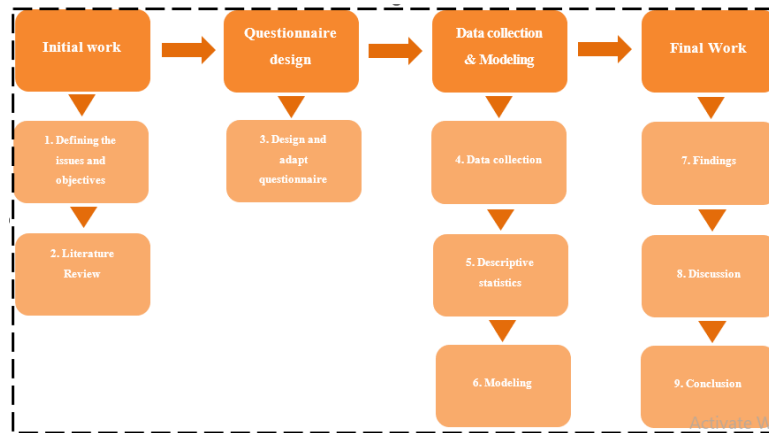 Initial work
Questionnaire
design
Data collection
& Modeling
Final Work
1. Defining the
issues and
objectives
2. Literature
Review
3. Design and
adapt
questionnaire
4. Data collection
5. Descriptive
statistics
6. Modeling
7. Findings
8. Discussion
9. Conclusion
Activate W